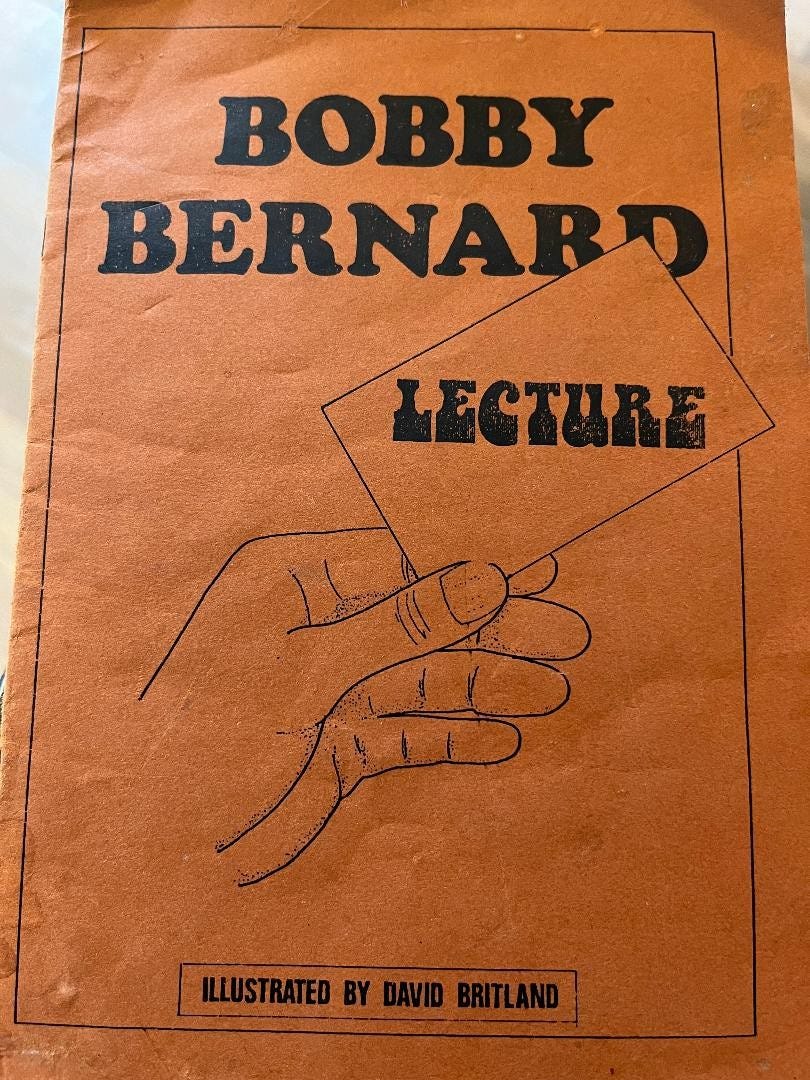 BOBBY
BERNARD
LECTURE
ILLUSTRATED BY DAVID BRITLAND